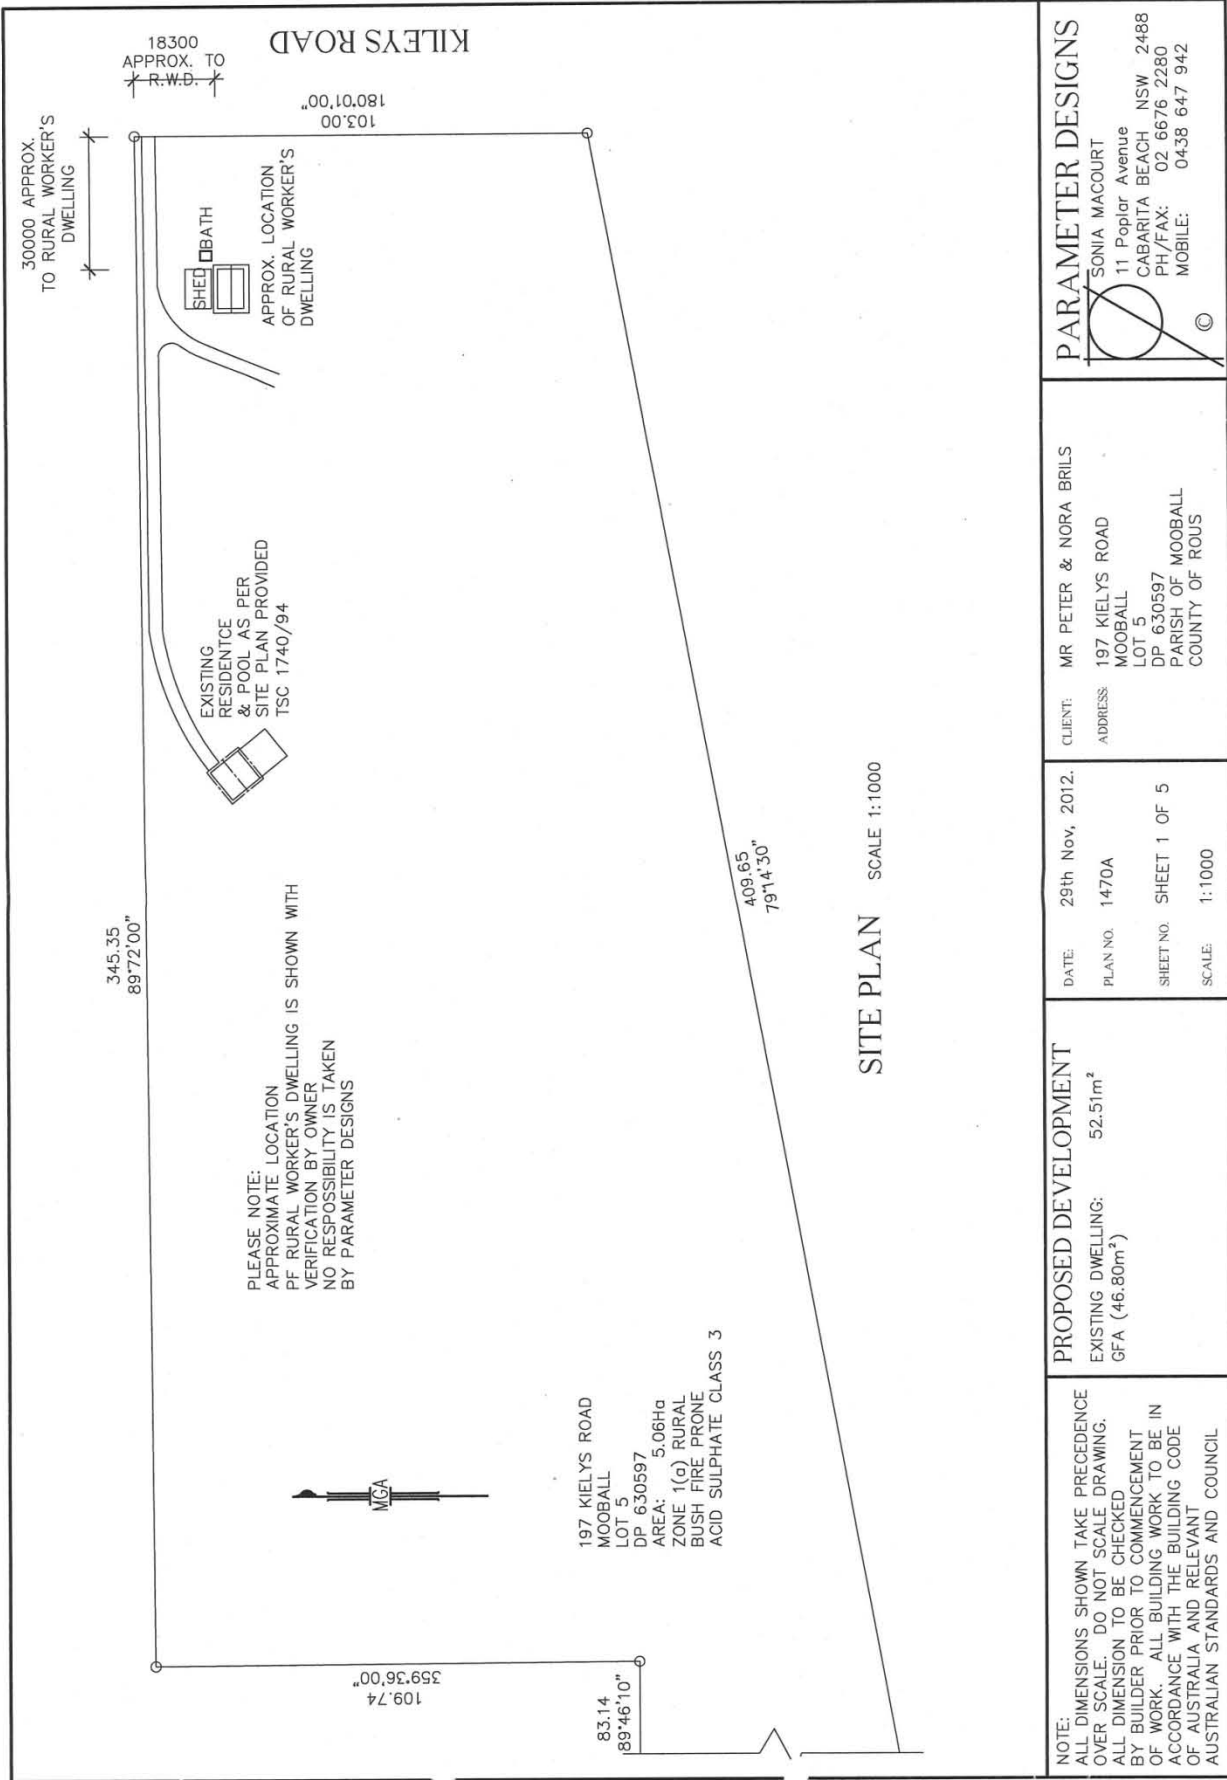 30000 APPROX.
TO RURAL WORKER'S
DWELLING
18300
APPROX. TO
R.W.D.
KILEYS ROAD
103.00
180°01'00"
SHED
BATH
APPROX. LOCATION
OF RURAL WORKER'S
DWELLING
EXISTING
RESIDENTCE
& POOL AS PER
SITE PLAN PROVIDED
TSC 1740/94
345.35
89°72'00"
PLEASE NOTE:
APPROXIMATE LOCATION
PF RURAL WORKER'S DWELLING IS SHOWN WITH
VERIFICATION BY OWNER
NO RESPOSSIBILITY IS TAKEN
BY PARAMETER DESIGNS
MGA
109.74
359°36'00"
83.14
89°46'10"
197 KIELYS ROAD
MOOBALL
LOT 5
DP 630597
AREA: 5.06Ha
ZONE 1(a) RURAL
BUSH FIRE PRONE
ACID SULPHATE CLASS 3
409.65
79°14'30"
SITE PLAN SCALE 1:1000
NOTE:
ALL DIMENSIONS SHOWN TAKE PRECEDENCE
OVER SCALE. DO NOT SCALE DRAWING.
ALL DIMENSION TO BE CHECKED
BY BUILDER PRIOR TO COMMENCEMENT
OF WORK. ALL BUILDING WORK TO BE IN
ACCORDANCE WITH THE BUILDING CODE
OF AUSTRALIA AND RELEVANT
AUSTRALIAN STANDARDS AND COUNCIL
PROPOSED DEVELOPMENT
EXISTING DWELLING: 52.51m²
GFA (46.80m²)
DATE: 29th Nov, 2012.
PLAN NO. 1470A
SHEET NO. SHEET 1 OF 5
SCALE: 1:1000
CLIENT: MR PETER & NORA BRILS
ADDRESS: 197 KIELYS ROAD
MOOBALL
LOT 5
DP 630597
PARISH OF MOOBALL
COUNTY OF ROUS
PARAMETER DESIGNS
SONIA MACOURT
11 Poplar Avenue
CABARITA BEACH NSW 2488
PH/FAX: 02 6676 2280
MOBILE: 0438 647 942
©